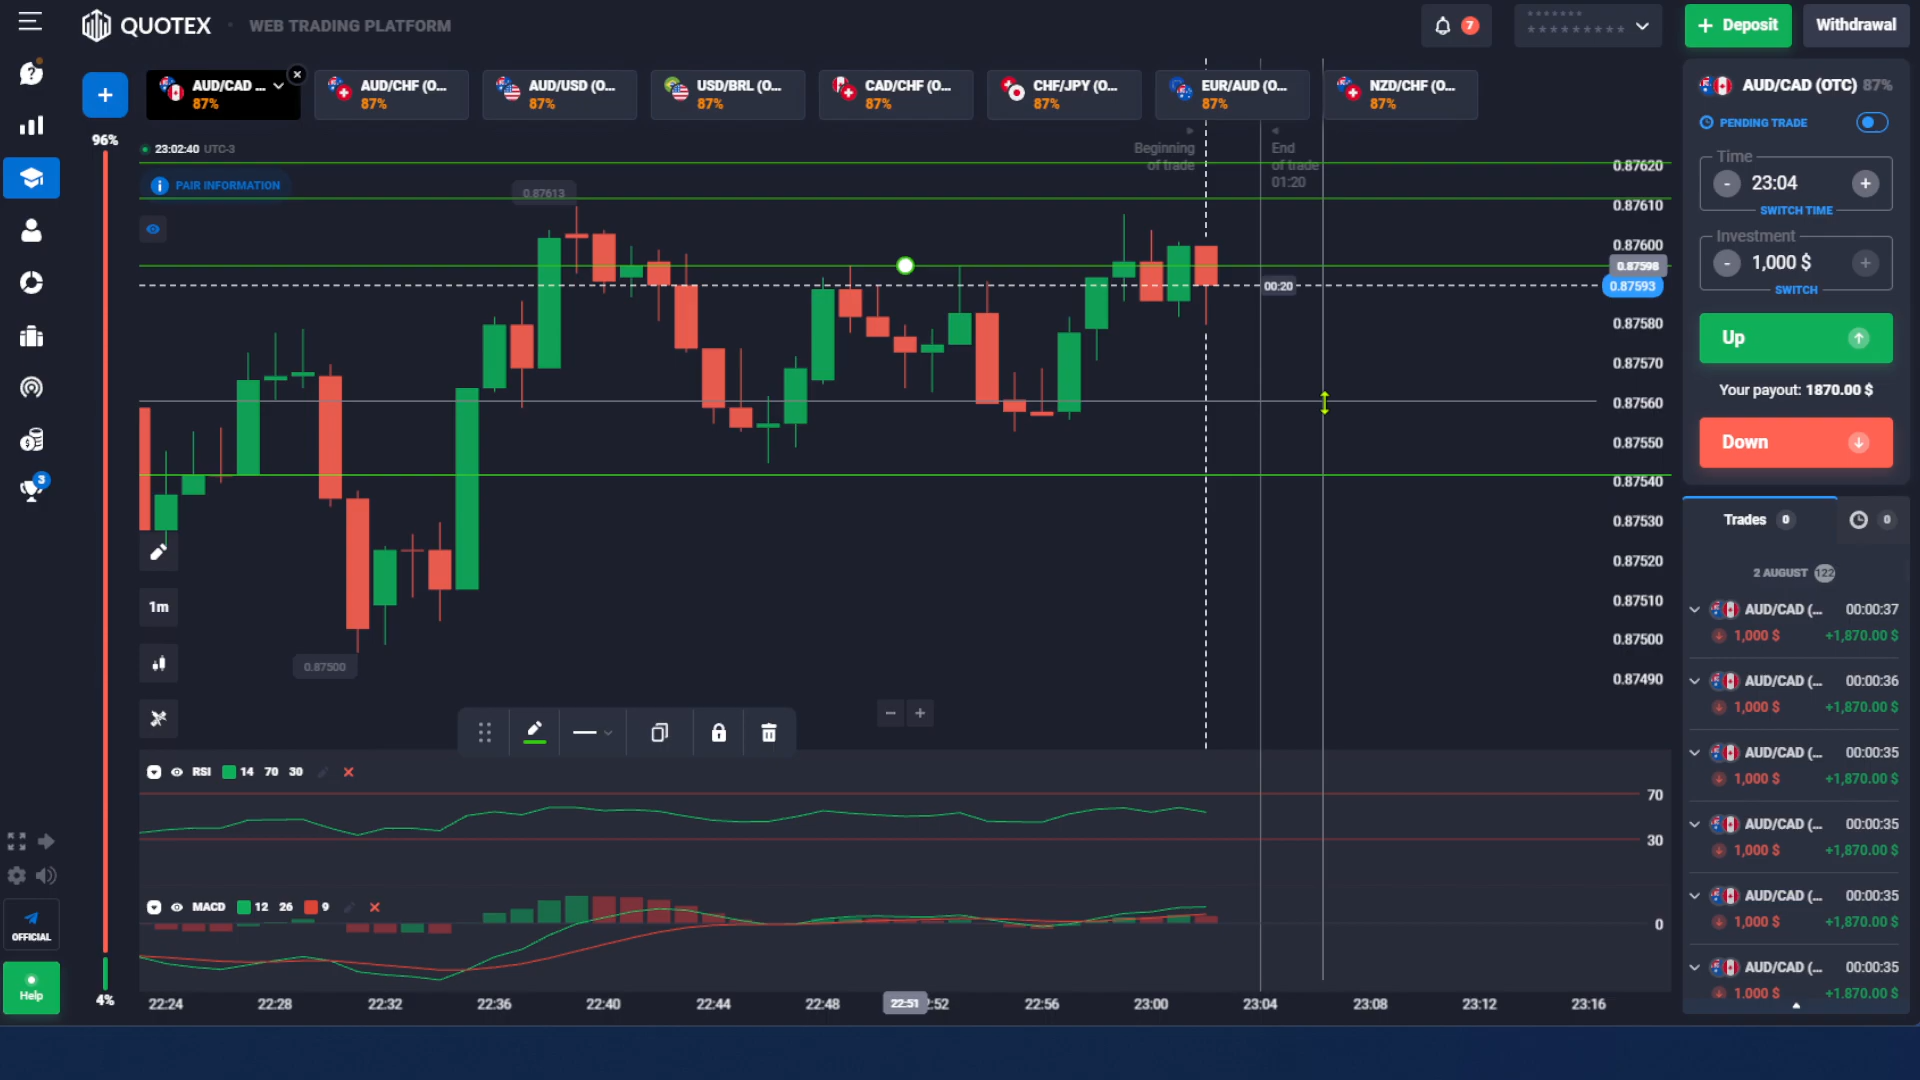 QUOTEX
WEB TRADING PLATFORM
7
Deposit
Withdrawal
AUD/CAD ...
87%
AUD/CHF (O...
87%
AUD/USD (O...
87%
USD/BRL (O...
87%
CAD/CHF (O...
87%
CHF/JPY (O...
87%
EUR/AUD (O...
87%
NZD/CHF (O...
87%
96%
4%
23:02:40 UTC-3
PAIR INFORMATION
Beginning
of trade
End
of trade
01:20
0.87613
0.87500
00:20
0.87620
0.87610
0.87600
0.87598
0.87593
0.87580
0.87570
0.87560
0.87550
0.87540
0.87530
0.87520
0.87510
0.87500
0.87490
1m
RSI 14 70 30
70
30
MACD 12 26 9
0
22:24
22:28
22:32
22:36
22:40
22:44
22:48
22:51
:52
22:56
23:00
23:04
23:08
23:12
23:16
3
OFFICIAL
Help
AUD/CAD (OTC) 87%
PENDING TRADE
Time
- 23:04 +
SWITCH TIME
Investment
- 1,000 $ +
SWITCH
Up
Your payout: 1870.00 $
Down
Trades 0
0
2 AUGUST 122
AUD/CAD (... 00:00:37
1,000 $ +1,870.00 $
AUD/CAD (... 00:00:36
1,000 $ +1,870.00 $
AUD/CAD (... 00:00:35
1,000 $ +1,870.00 $
AUD/CAD (... 00:00:35
1,000 $ +1,870.00 $
AUD/CAD (... 00:00:35
1,000 $ +1,870.00 $
AUD/CAD (... 00:00:35
1,000 $ +1,870.00 $